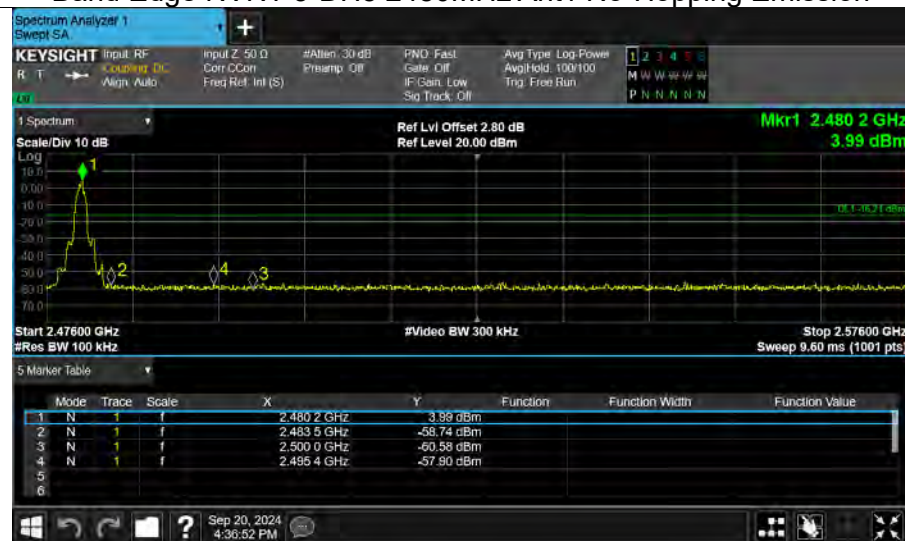 Spectrum Analyzer 1
Swept SA
+
KEYSIGHT
R T
LXI
Input: RF
Coupling: DC
Align: Auto
Input Z: 50 Ω
Corr CCorr
Freq Ref: Int (S)
#Atten: 30 dB
Preamp: Off
PNO: Fast
Gate: Off
IF Gain: Low
Sig Track: Off
Avg Type: Log-Power
Avg|Hold: 100/100
Trig: Free Run
1 2 3 4 5 6
M W W W W W
P N N N N N
1 Spectrum
Scale/Div 10 dB
Ref Lvl Offset 2.80 dB
Ref Level 20.00 dBm
Mkr1 2.480 2 GHz
3.99 dBm
Log
10.0
0.00
-10.0
-20.0
-30.0
-40.0
-50.0
-60.0
-70.0
1
2
4
3
DL1 -16.21 dBm
Start 2.47600 GHz
#Video BW 300 kHz
Stop 2.57600 GHz
#Res BW 100 kHz
Sweep 9.60 ms (1001 pts)
5 Marker Table
Mode Trace Scale X Y Function Function Width Function Value
1 N 1 f 2.480 2 GHz 3.99 dBm
2 N 1 f 2.483 5 GHz -58.74 dBm
3 N 1 f 2.500 0 GHz -60.58 dBm
4 N 1 f 2.495 4 GHz -57.90 dBm
5
6
?
Sep 20, 2024
4:36:52 PM